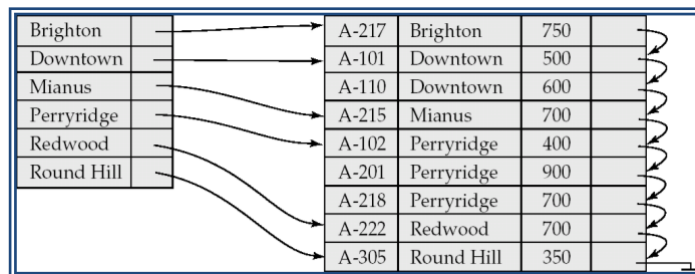 Brighton
Downtown
Mianus
Perryridge
Redwood
Round Hill
A-217 Brighton 750
A-101 Downtown 500
A-110 Downtown 600
A-215 Mianus 700
A-102 Perryridge 400
A-201 Perryridge 900
A-218 Perryridge 700
A-222 Redwood 700
A-305 Round Hill 350